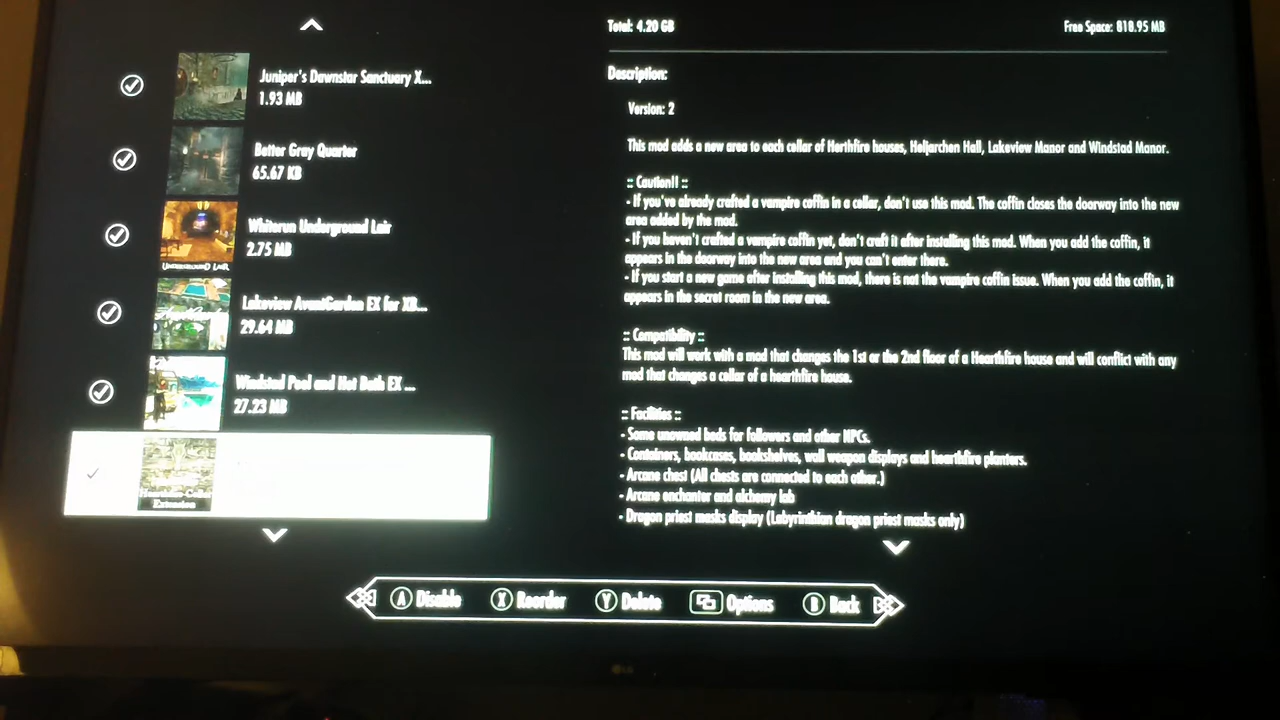 Total: 4.20 GB
Free Space: 818.95 MB
Juniper's Dawnstar Sanctuary X...
1.93 MB
Better Gray Quarter
65.67 KB
Whiterun Underground Lair
2.75 MB
UNDERGROUND LAIR
Lakeview AvantGarden EX for XB...
29.64 MB
Windstad Pool and Hot Bath EX ...
27.23 MB
Extension
Description:
Version: 2
This mod adds a new area to each cellar of Herthfire houses, Heljarchen Hall, Lakeview Manor and Windstad Manor.
:: Caution!! ::
- If you've already crafted a vampire coffin in a cellar, don't use this mod. The coffin closes the doorway into the new
area added by the mod.
- If you haven't crafted a vampire coffin yet, don't craft it after installing this mod. When you add the coffin, it
appears in the doorway into the new area and you can't enter there.
- If you start a new game after installing this mod, there is not the vampire coffin issue. When you add the coffin, it
appears in the secret room in the new area.
:: Compatibility ::
This mod will work with a mod that changes the 1st or the 2nd floor of a Hearthfire house and will conflict with any
mod that changes a cellar of a hearthfire house.
:: Facilities ::
- Some unowned beds for followers and other NPCs.
- Containers, bookcases, bookshelves, wall weapon displays and hearthfire planters.
- Arcane chest (All chests are connected to each other.)
- Arcane enchanter and alchemy lab
- Dragon priest masks display (Labyrinthian dragon priest masks only)
A Disable
X Reorder
Y Delete
Options
B Back
LG